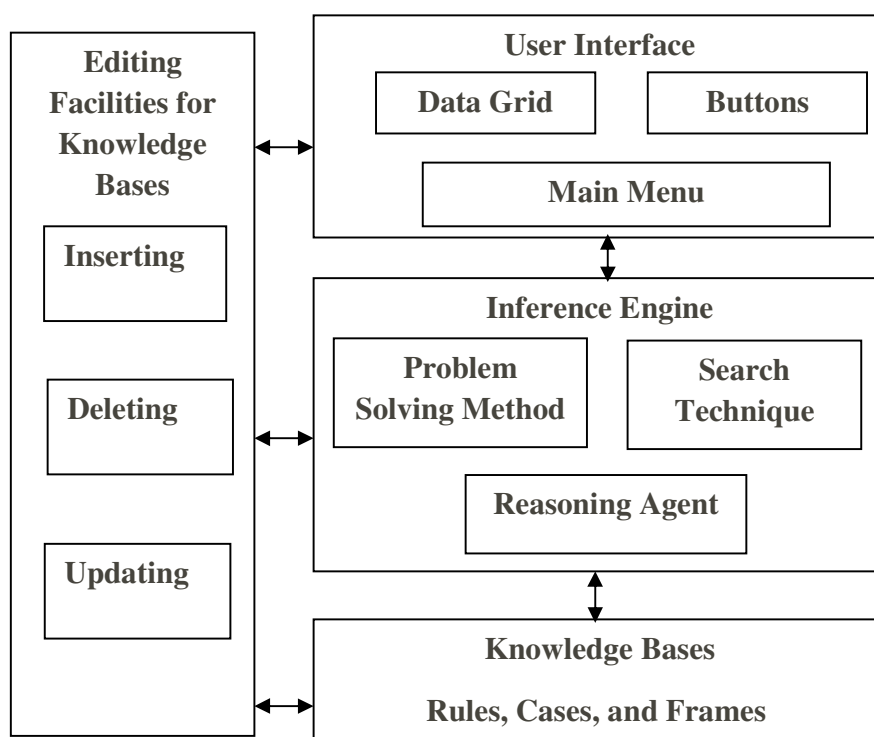 Editing
Facilities for
Knowledge
Bases
Inserting
Deleting
Updating
User Interface
Data Grid
Buttons
Main Menu
Inference Engine
Problem
Solving Method
Search
Technique
Reasoning Agent
Knowledge Bases
Rules, Cases, and Frames